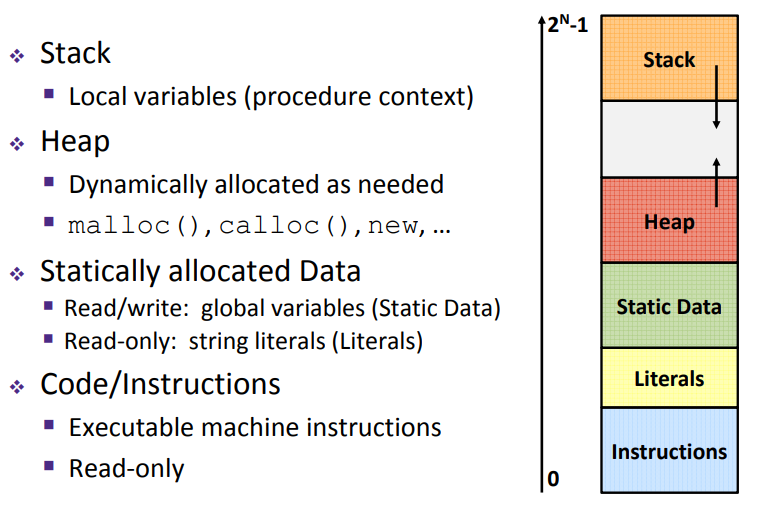 Stack
Local variables (procedure context)
Heap
Dynamically allocated as needed
malloc(), calloc(), new, …
Statically allocated Data
Read/write: global variables (Static Data)
Read-only: string literals (Literals)
Code/Instructions
Executable machine instructions
Read-only
2ᴺ-1
Stack
Heap
Static Data
Literals
Instructions
0